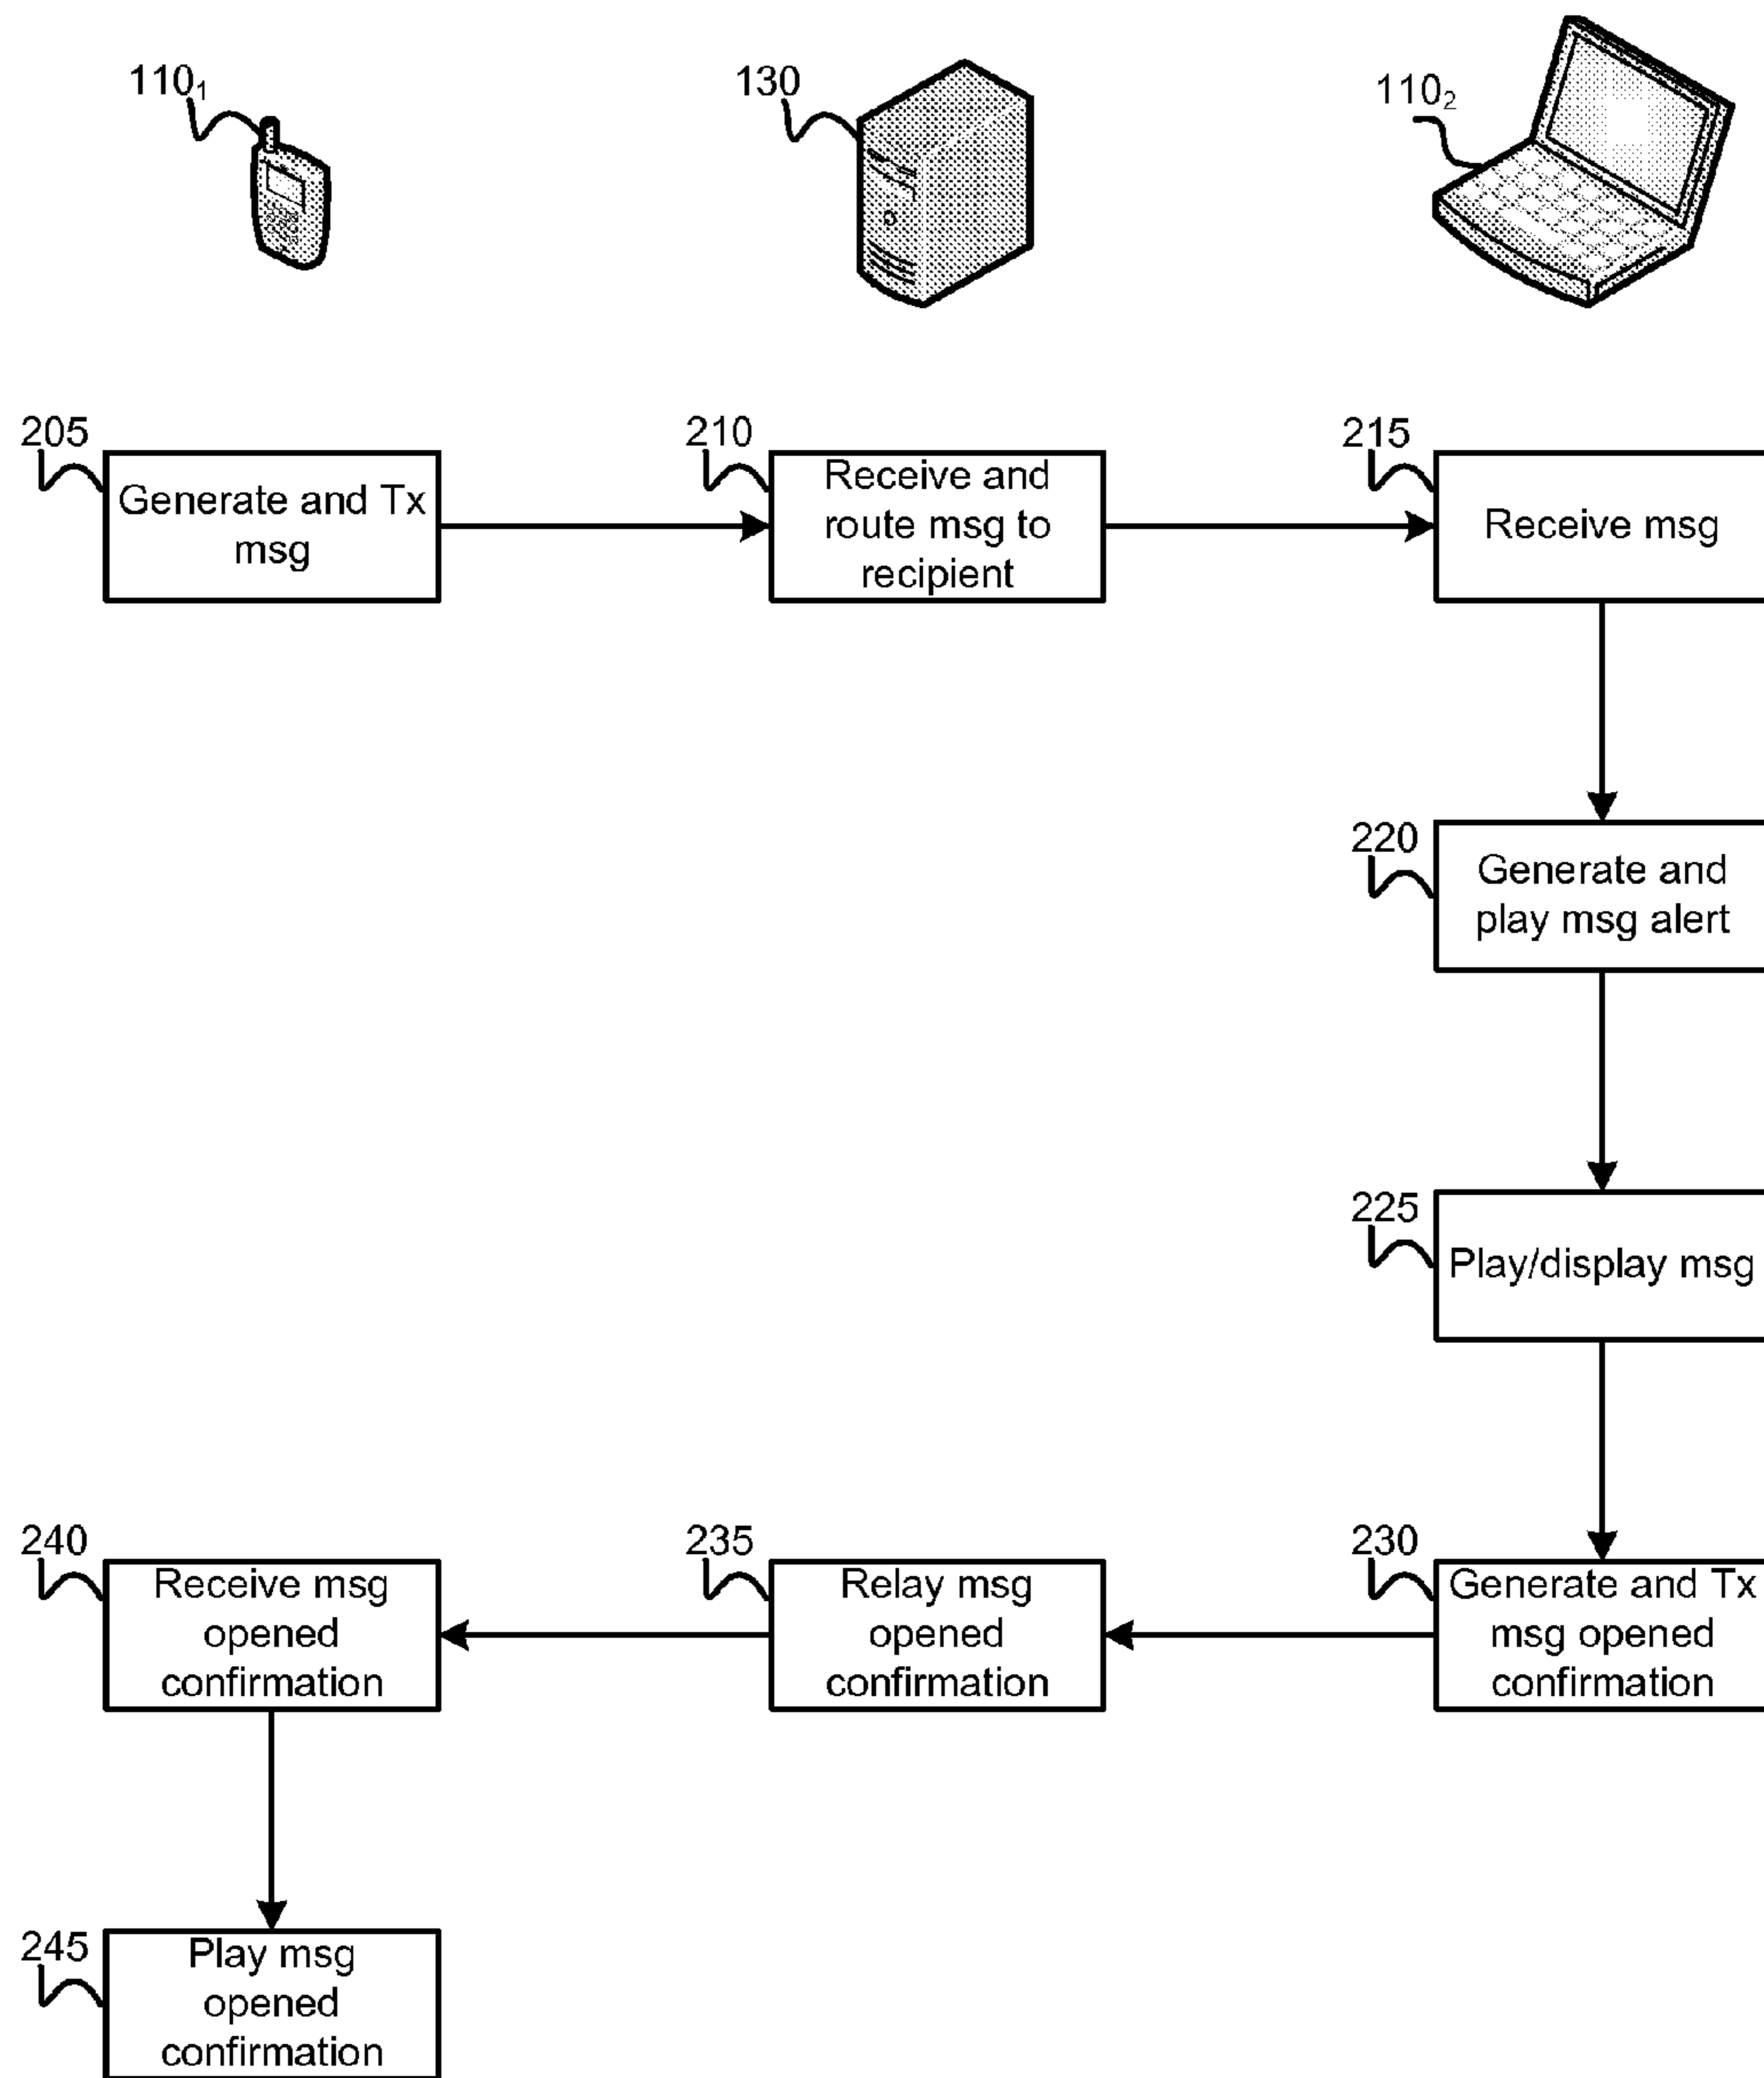 110₁
130
110₂
205
210
215
Generate and Tx
msg
Receive and
route msg to
recipient
Receive msg
220
Generate and
play msg alert
225
Play/display msg
240
235
230
Receive msg
opened
confirmation
Relay msg
opened
confirmation
Generate and Tx
msg opened
confirmation
245
Play msg
opened
confirmation